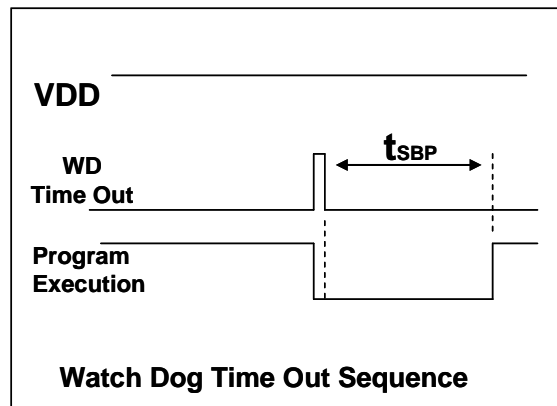 VDD
tSBP
WD
Time Out
Program
Execution
Watch Dog Time Out Sequence